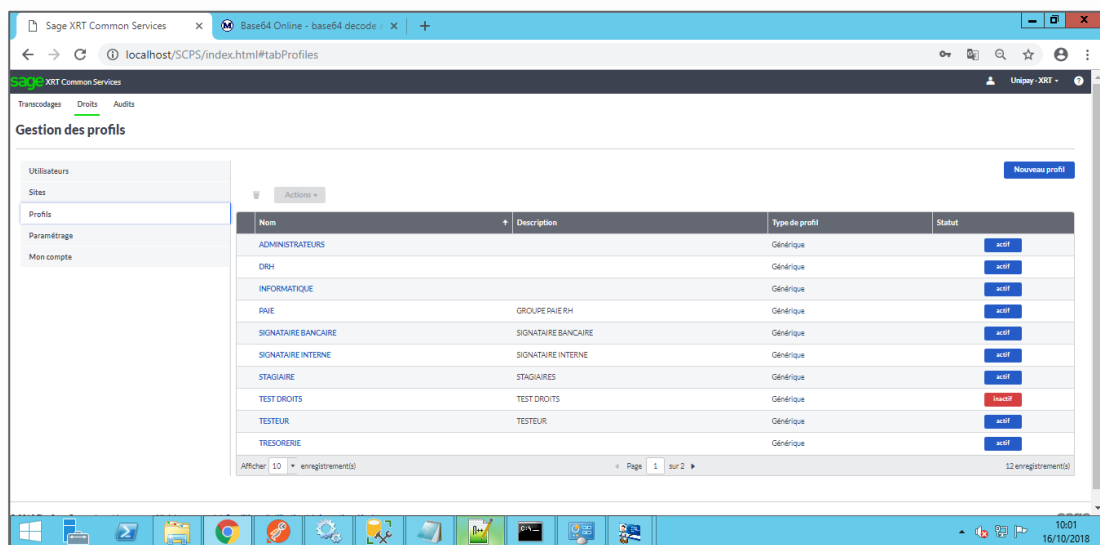 Sage XRT Common Services
Base64 Online - base64 decode
localhost/SCPS/index.html#tabProfiles
sage XRT Common Services
Unipay - XRT
Transcodages Droits Audits
Gestion des profils
Utilisateurs
Sites
Profils
Paramétrage
Mon compte
Nouveau profil
Actions
Nom Description Type de profil Statut
ADMINISTRATEURS Générique actif
DRH Générique actif
INFORMATIQUE Générique actif
PAIE GROUPE PAIE RH Générique actif
SIGNATAIRE BANCAIRE SIGNATAIRE BANCAIRE Générique actif
SIGNATAIRE INTERNE SIGNATAIRE INTERNE Générique actif
STAGIAIRE STAGIAIRES Générique actif
TEST DROITS TEST DROITS Générique inactif
TESTEUR TESTEUR Générique actif
TRESORERIE Générique actif
Afficher 10 enregistrement(s) Page 1 sur 2 12 enregistrement(s)
10:01
16/10/2018